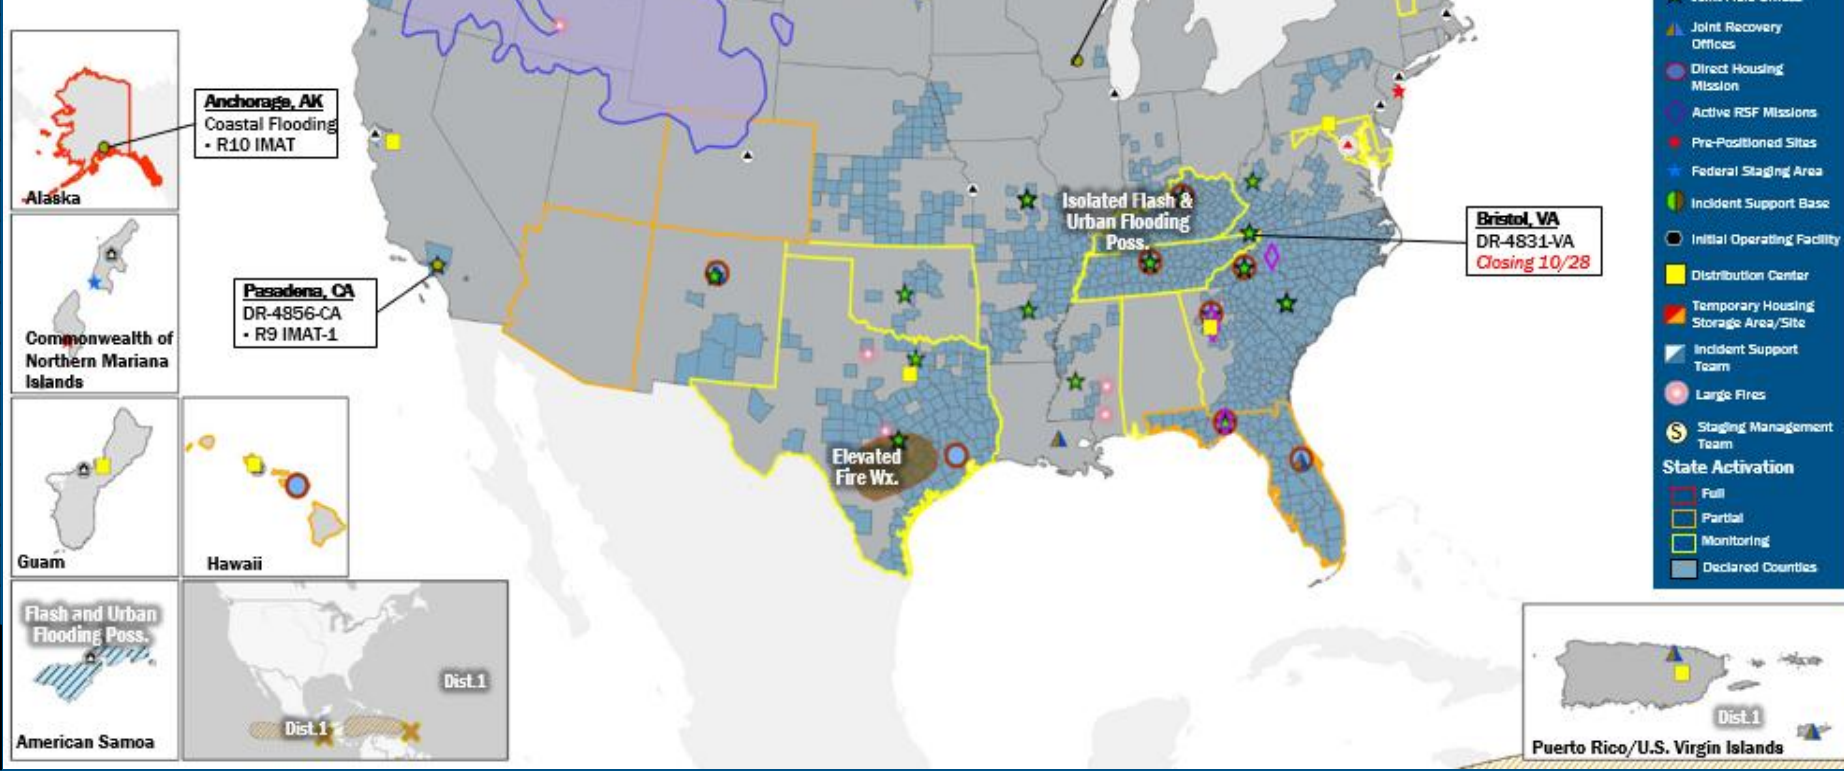 Anchorage, AK
Coastal Flooding
• R10 IMAT
Alaska
Commonwealth of
Northern Mariana
Islands
Pasadena, CA
DR-4856-CA
• R9 IMAT-1
Guam
Hawaii
Flash and Urban
Flooding Poss.
American Samoa
Dist.1
Dist.1
Isolated Flash &
Urban Flooding
Poss.
Elevated
Fire Wx.
Bristol, VA
DR-4831-VA
Closing 10/28
Joint Recovery
Offices
Direct Housing
Mission
Active RSF Missions
Pre-Positioned Sites
Federal Staging Area
Incident Support Base
Initial Operating Facility
Distribution Center
Temporary Housing
Storage Area/Site
Incident Support
Team
Large Fires
S
Staging Management
Team
State Activation
Full
Partial
Monitoring
Declared Counties
Dist.1
Puerto Rico/U.S. Virgin Islands